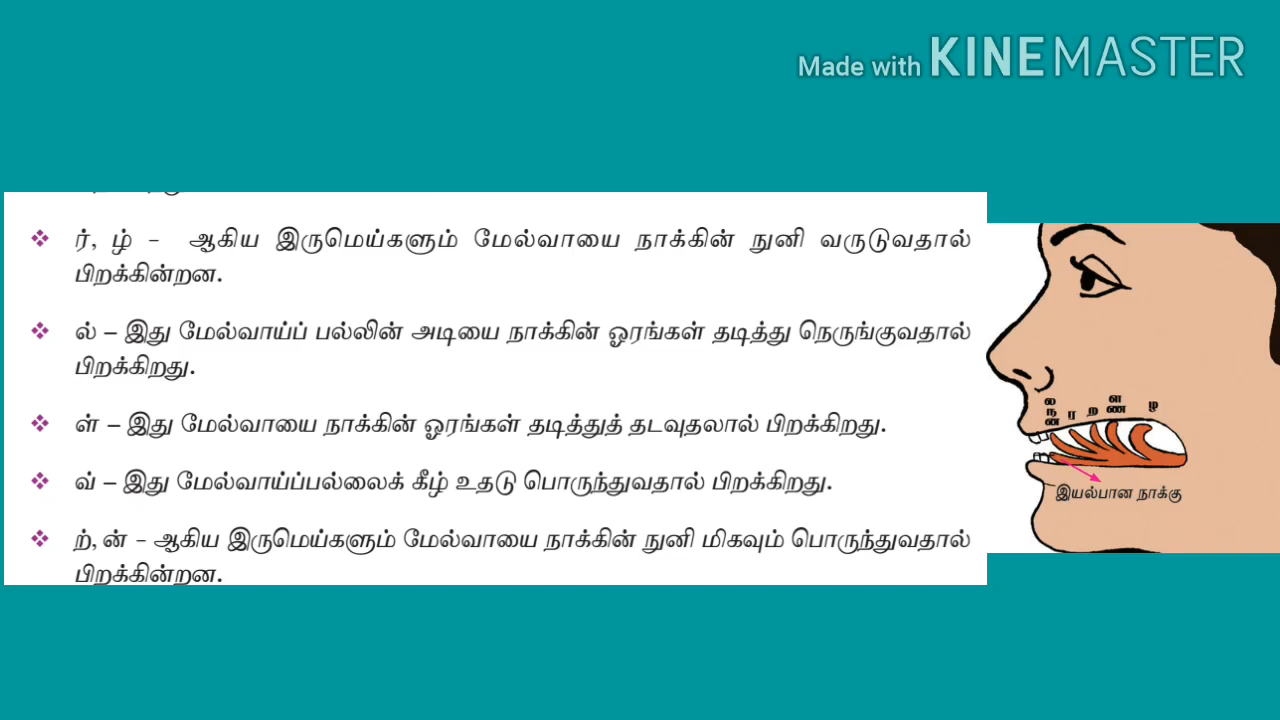 Made with KINEMASTER
❖ ர், ழ் - ஆகிய இருமெய்களும் மேல்வாயை நாக்கின் நுனி வருடுவதால்
பிறக்கின்றன.
❖ ல் – இது மேல்வாய்ப் பல்லின் அடியை நாக்கின் ஓரங்கள் தடித்து நெருங்குவதால்
பிறக்கிறது.
❖ ள் – இது மேல்வாயை நாக்கின் ஓரங்கள் தடித்துத் தடவுதலால் பிறக்கிறது.
❖ வ் – இது மேல்வாய்ப்பல்லைக் கீழ் உதடு பொருந்துவதால் பிறக்கிறது.
❖ ற், ன் - ஆகிய இருமெய்களும் மேல்வாயை நாக்கின் நுனி மிகவும் பொருந்துவதால்
பிறக்கின்றன.
ல ள
ந ர ற ண ழ
ன
இயல்பான நாக்கு